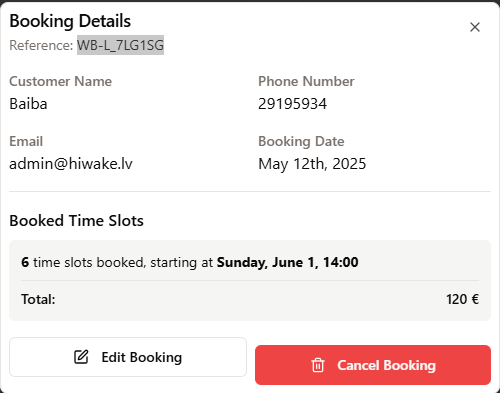 Booking Details
Reference: WB-L_7LG1SG
Customer Name
Baiba
Phone Number
29195934
Email
admin@hiwake.lv
Booking Date
May 12th, 2025
Booked Time Slots
6 time slots booked, starting at Sunday, June 1, 14:00
Total: 120 €
Edit Booking
Cancel Booking